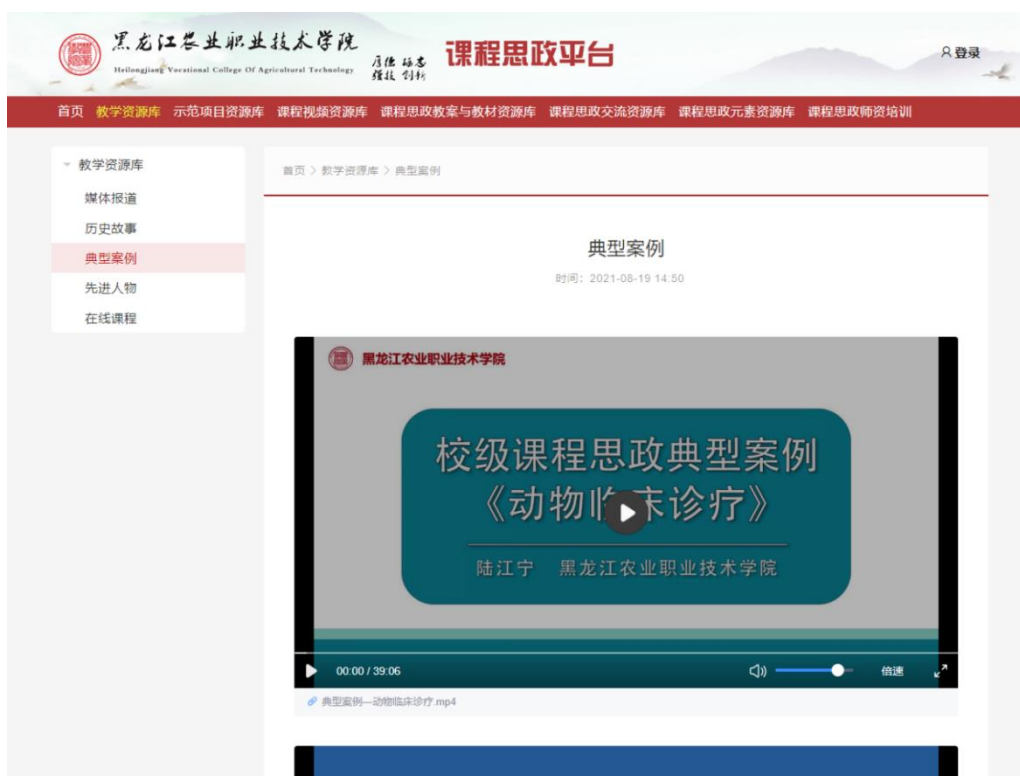 黑龙江农业职业技术学院
Heilongjiang Vocational College Of Agricultural Technology
厚德 砺志
强技 创新
课程思政平台
登录
首页 教学资源库 示范项目资源库 课程视频资源库 课程思政教案与教材资源库 课程思政交流资源库 课程思政元素资源库 课程思政师资培训
教学资源库
媒体报道
历史故事
典型案例
先进人物
在线课程
首页 > 教学资源库 > 典型案例
典型案例
时间：2021-08-19 14:50
黑龙江农业职业技术学院
校级课程思政典型案例
《动物临床诊疗》
陆江宁 黑龙江农业职业技术学院
00:00 / 39:06 倍速
典型案例—动物临床诊疗.mp4